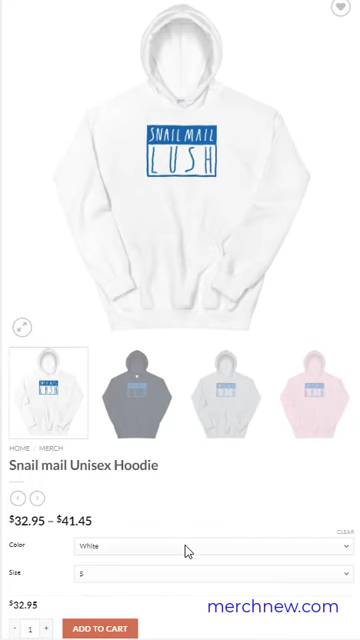 SNAIL MAIL
LUSH
HOME / MERCH
Snail mail Unisex Hoodie
$32.95 – $41.45
CLEAR
Color
White
Size
S
$32.95
merchnew.com
- 1 +
ADD TO CART